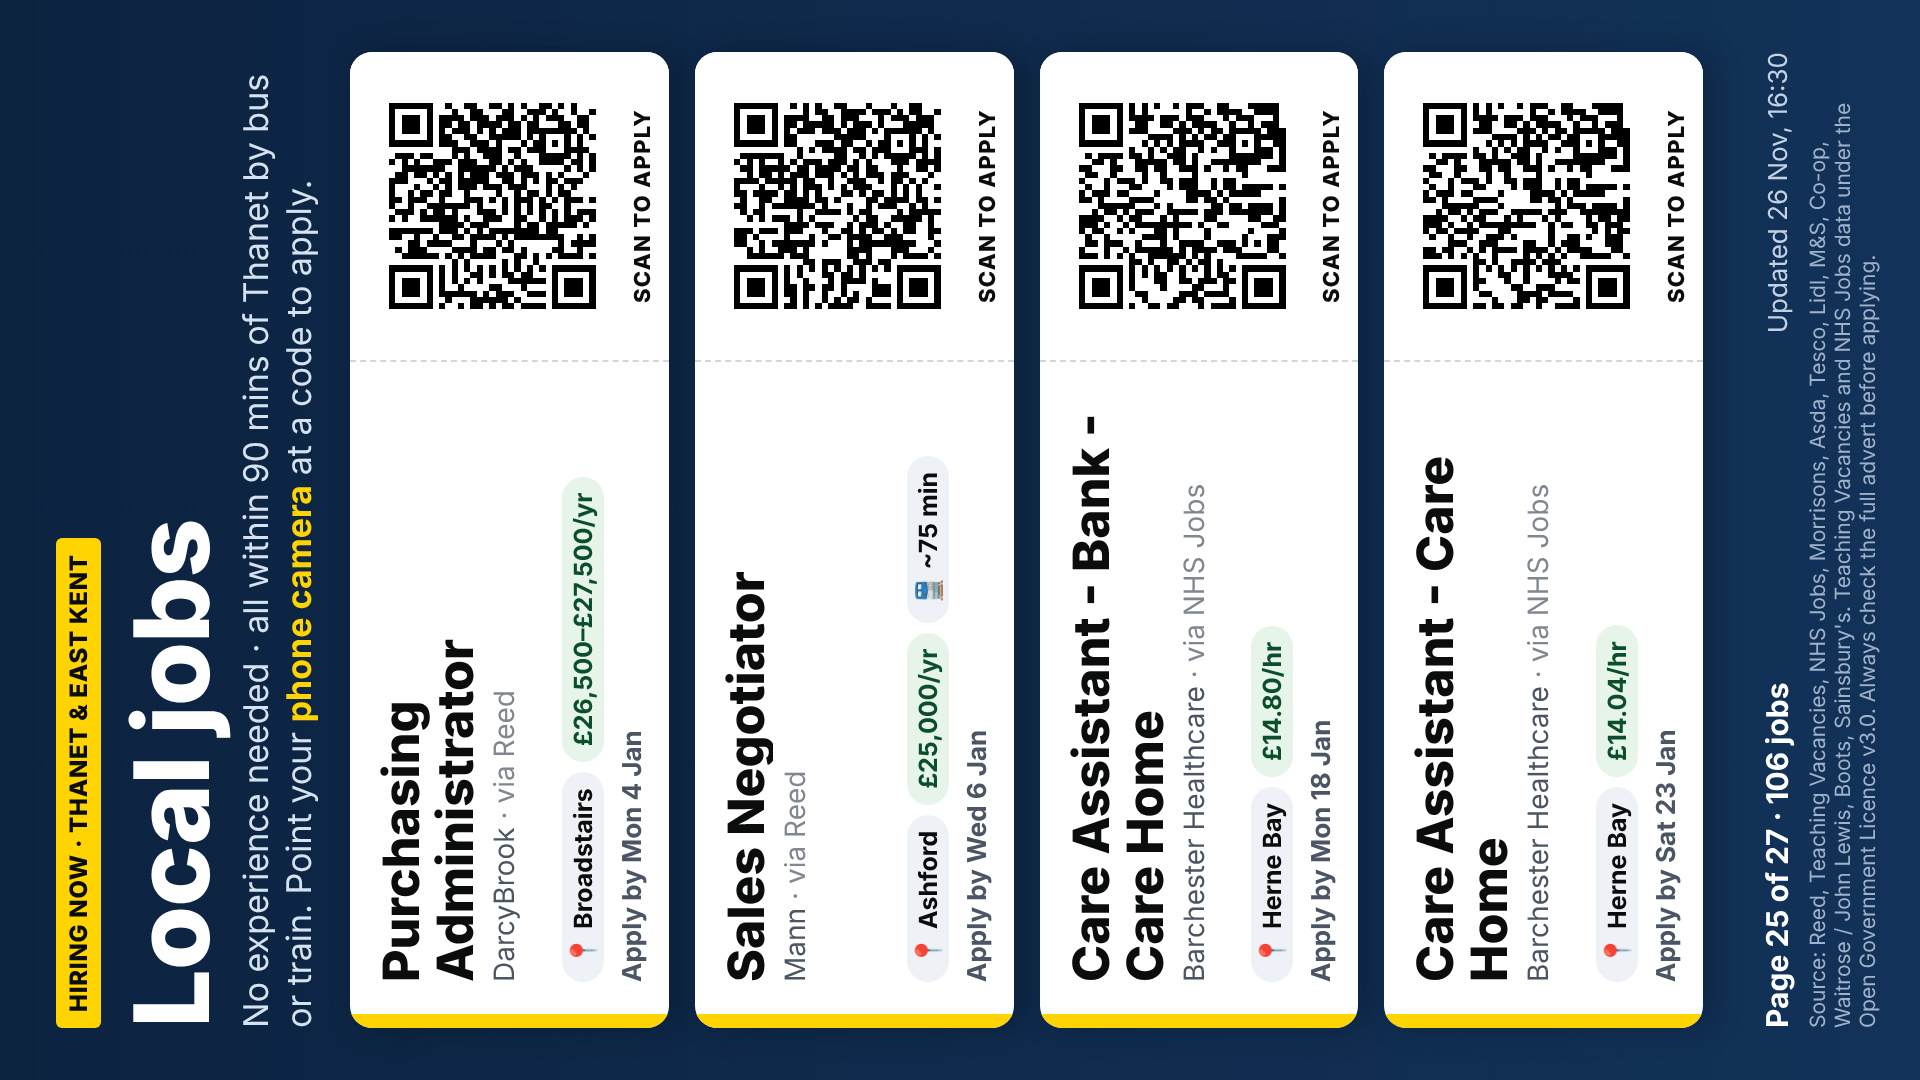 HIRING NOW · THANET & EAST KENT
Local jobs
No experience needed · all within 90 mins of Thanet by bus
or train. Point your phone camera at a code to apply.
Purchasing
Administrator
DarcyBrook · via Reed
📍 Broadstairs £26,500–£27,500/yr
Apply by Mon 4 Jan
SCAN TO APPLY
Sales Negotiator
Mann · via Reed
📍 Ashford £25,000/yr 🚆 ~75 min
Apply by Wed 6 Jan
SCAN TO APPLY
Care Assistant - Bank -
Care Home
Barchester Healthcare · via NHS Jobs
📍 Herne Bay £14.80/hr
Apply by Mon 18 Jan
SCAN TO APPLY
Care Assistant - Care
Home
Barchester Healthcare · via NHS Jobs
📍 Herne Bay £14.04/hr
Apply by Sat 23 Jan
SCAN TO APPLY
Page 25 of 27 · 106 jobs
Updated 26 Nov, 16:30
Source: Reed, Teaching Vacancies, NHS Jobs, Morrisons, Asda, Tesco, Lidl, M&S, Co-op,
Waitrose / John Lewis, Boots, Sainsbury's. Teaching Vacancies and NHS Jobs data under the
Open Government Licence v3.0. Always check the full advert before applying.